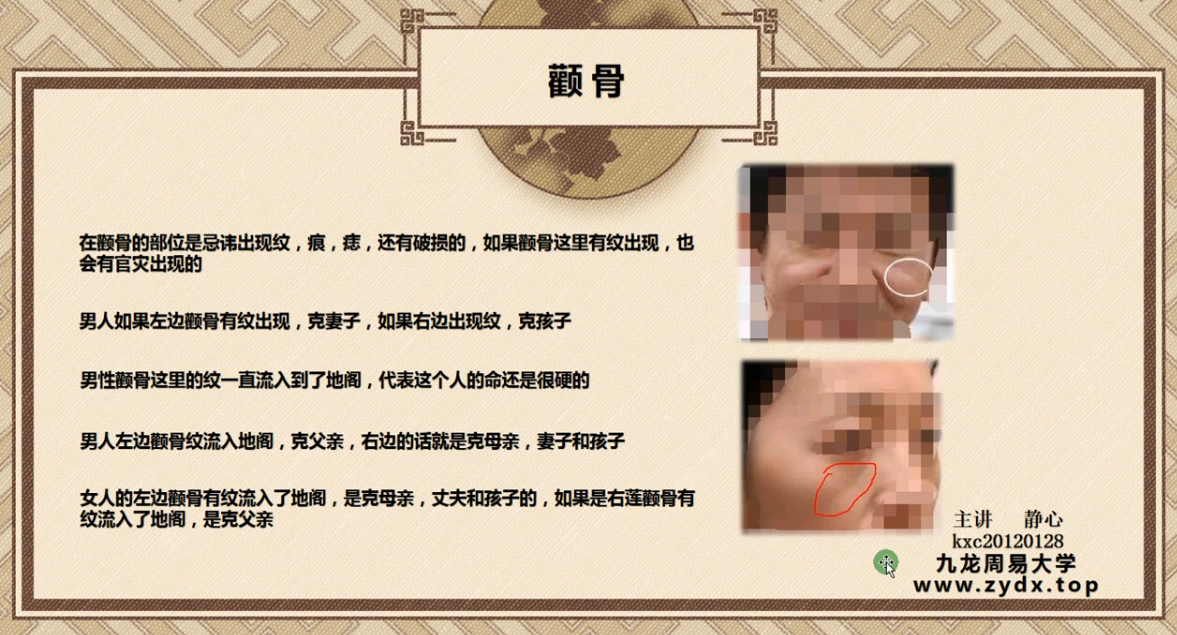 颧骨
在颧骨的部位是忌讳出现纹，痕，痣，还有破损的，如果颧骨这里有纹出现，也
会有官灾出现的
男人如果左边颧骨有纹出现，克妻子，如果右边出现纹，克孩子
男性颧骨这里的纹一直流入到了地阁，代表这个人的命还是很硬的
男人左边颧骨纹流入地阁，克父亲，右边的话就是克母亲，妻子和孩子
女人的左边颧骨有纹流入了地阁，是克母亲，丈夫和孩子的，如果是右莲颧骨有
纹流入了地阁，是克父亲
主讲 静心
kxc20120128
九龙周易大学
www.zydx.top